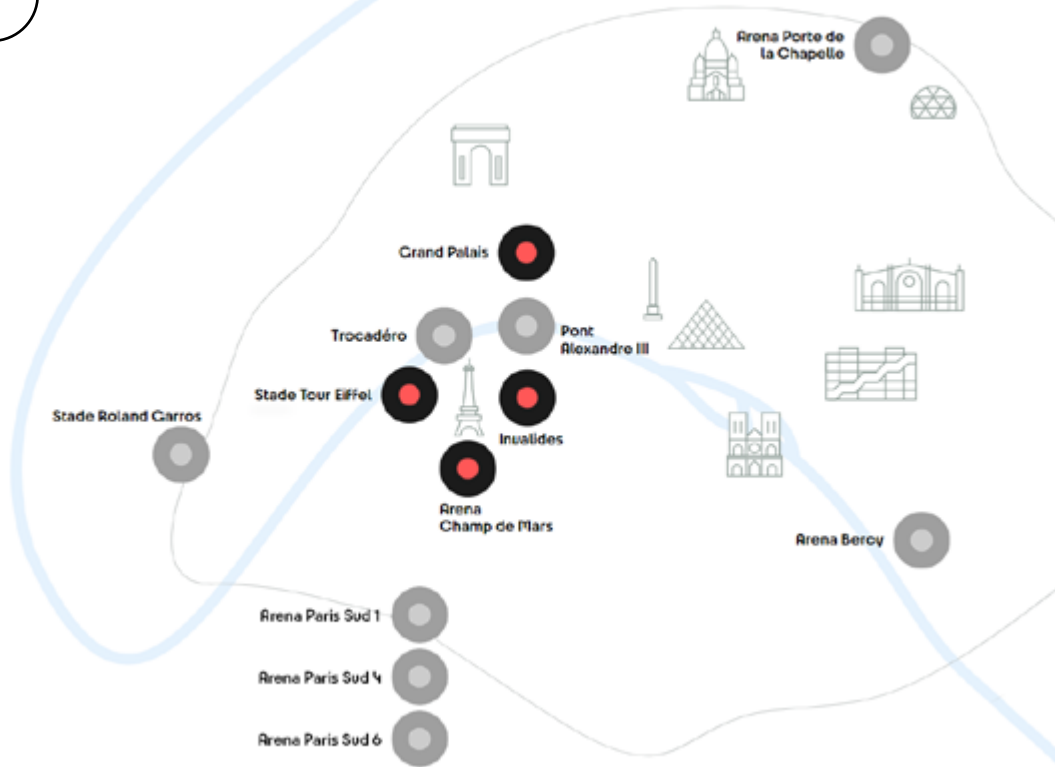 Arena Porte de
la Chapelle
Grand Palais
Trocadéro
Pont
Alexandre III
Stade Tour Eiffel
Stade Roland Garros
Invalides
Arena
Champ de Mars
Arena Bercy
Arena Paris Sud 1
Arena Paris Sud 4
Arena Paris Sud 6